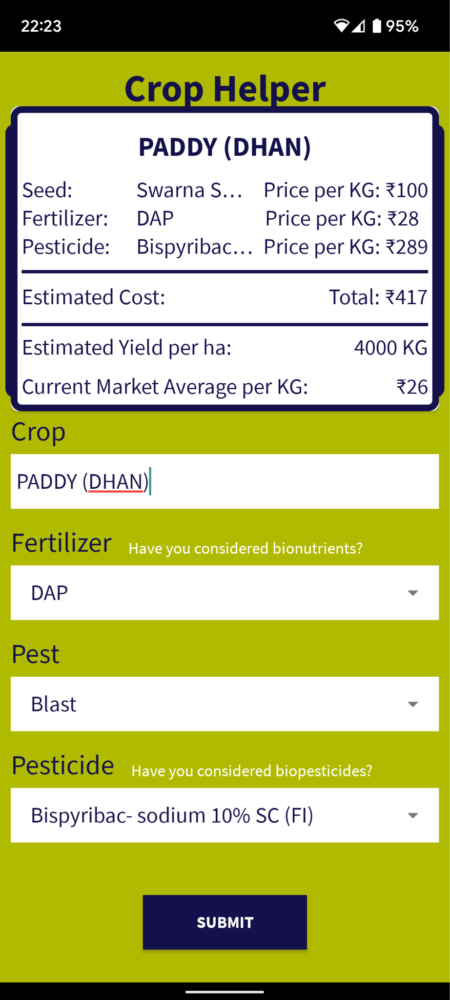 22:23 95%
Crop Helper
PADDY (DHAN)
Seed: Swarna S... Price per KG: ₹100
Fertilizer: DAP Price per KG: ₹28
Pesticide: Bispyribac... Price per KG: ₹289
Estimated Cost: Total: ₹417
Estimated Yield per ha: 4000 KG
Current Market Average per KG: ₹26
Crop
PADDY (DHAN)
Fertilizer Have you considered bionutrients?
DAP
Pest
Blast
Pesticide Have you considered biopesticides?
Bispyribac- sodium 10% SC (FI)
SUBMIT